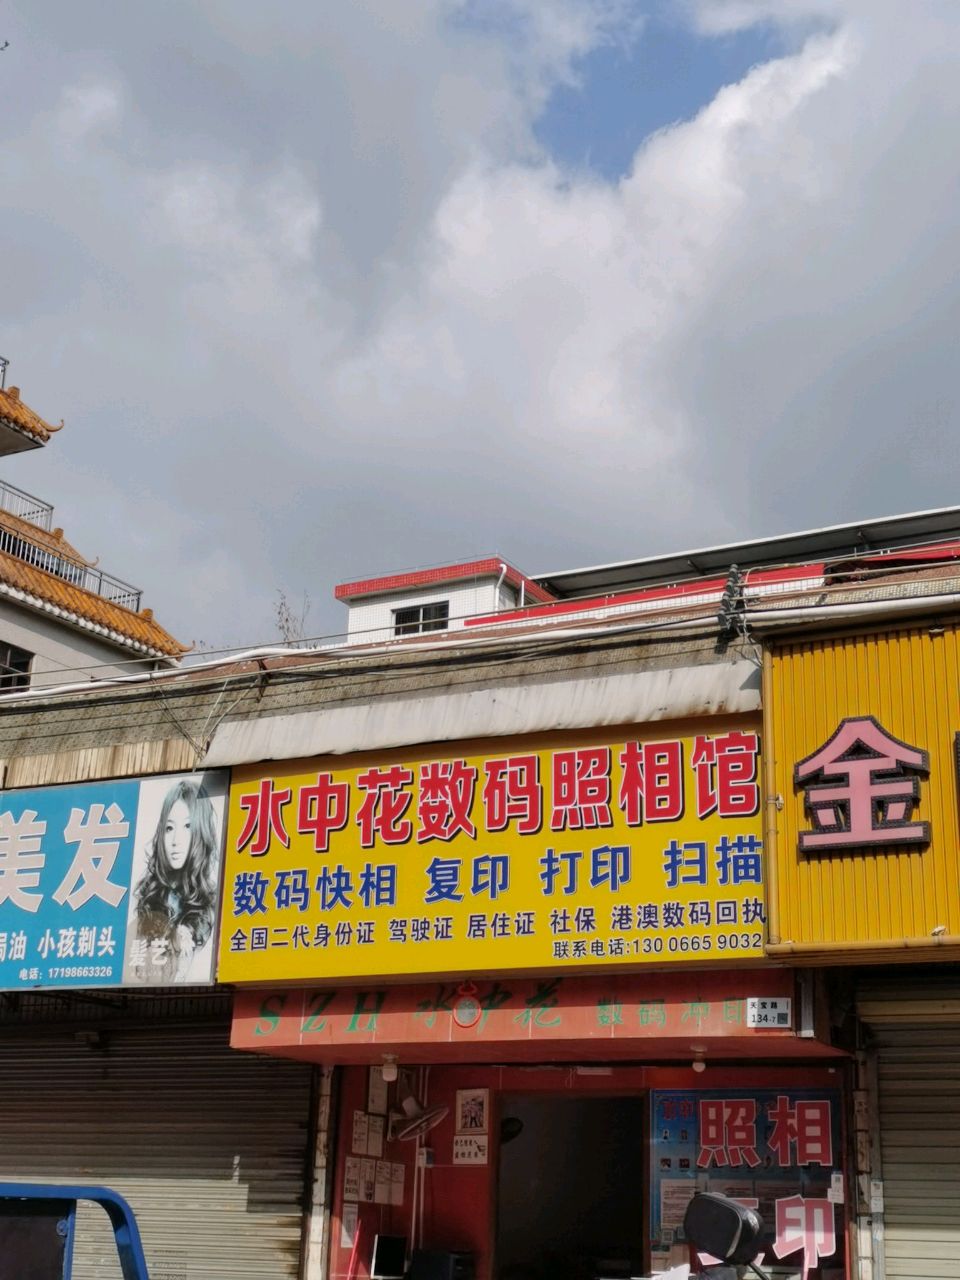 水中花数码照相馆
数码快相 复印 打印 扫描
全国二代身份证 驾驶证 居住证 社保 港澳数码回执
联系电话:130 0665 9032
美发
焗油 小孩剃头
电话：17198663326
髪艺
金
SZH 水中花 数码冲印
天宝路
134-7
水中
照相
印